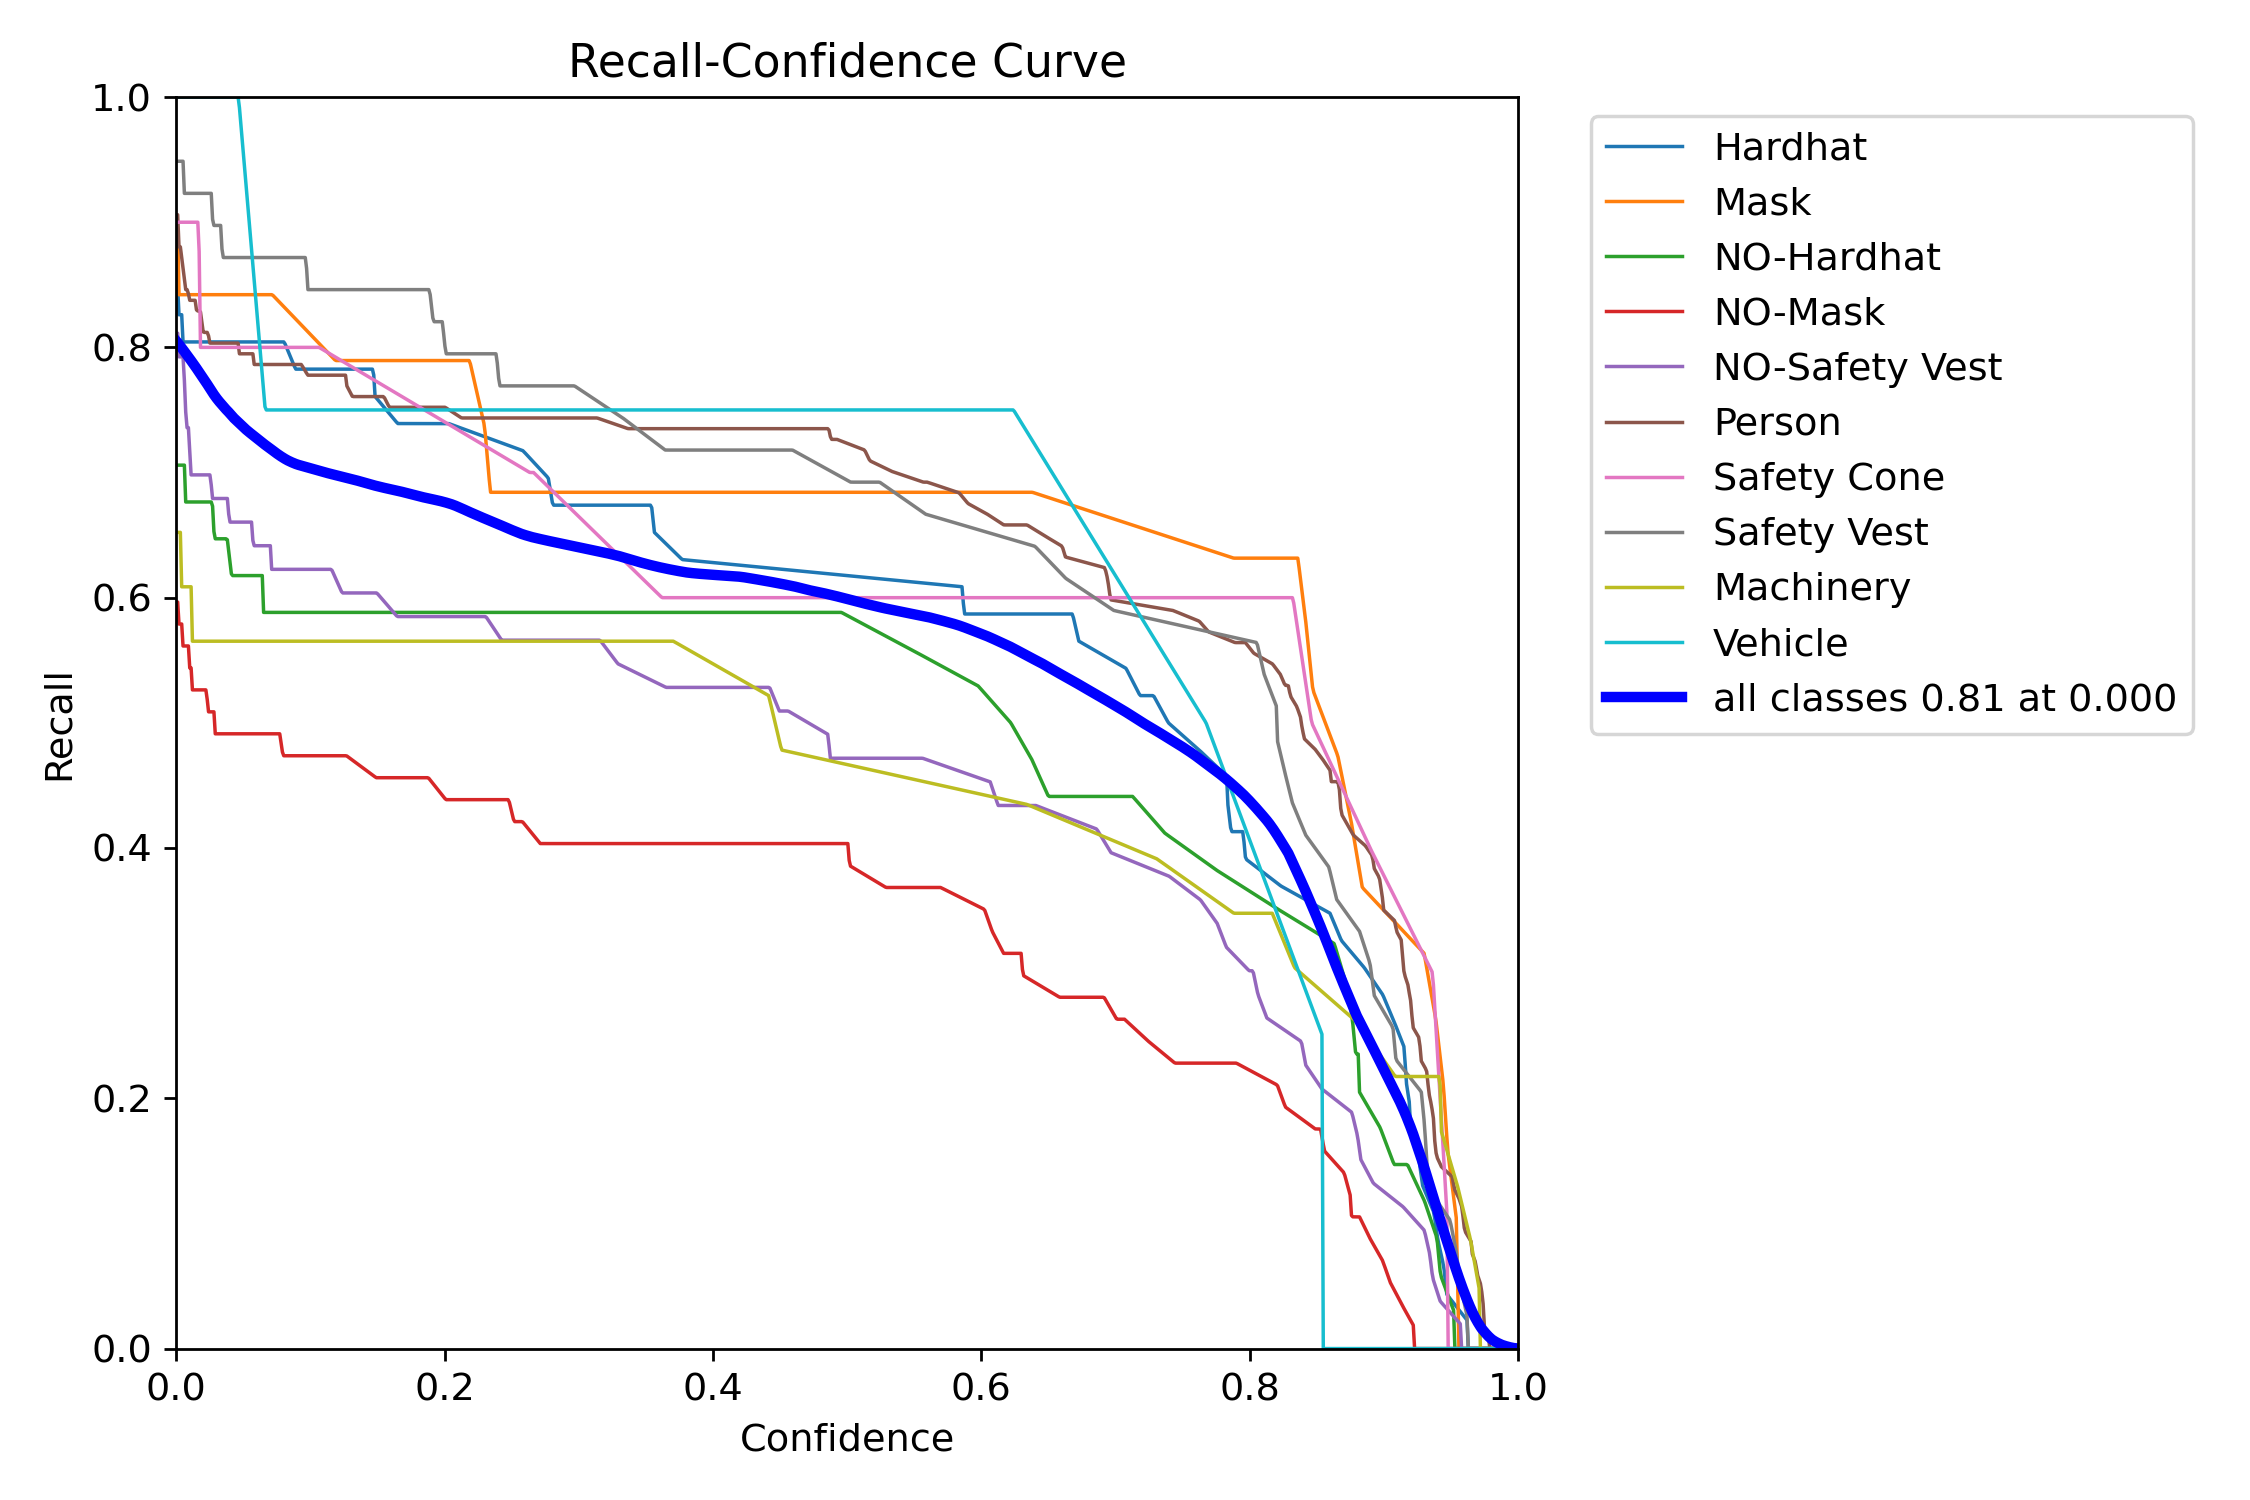 Recall-Confidence Curve
1.0
0.8
0.6
0.4
0.2
0.0
Recall
0.0 0.2 0.4 0.6 0.8 1.0
Confidence
Hardhat
Mask
NO-Hardhat
NO-Mask
NO-Safety Vest
Person
Safety Cone
Safety Vest
Machinery
Vehicle
all classes 0.81 at 0.000